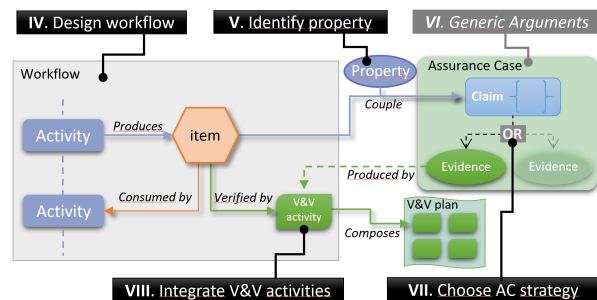 IV. Design workflow
V. Identify property
VI. Generic Arguments
Workflow
Property
Assurance Case
Couple
Claim
Activity
Produces
item
OR
Evidence
Evidence
Produced by
Activity
Consumed by
Verified by
V&V
activity
Composes
V&V plan
VIII. Integrate V&V activities
VII. Choose AC strategy